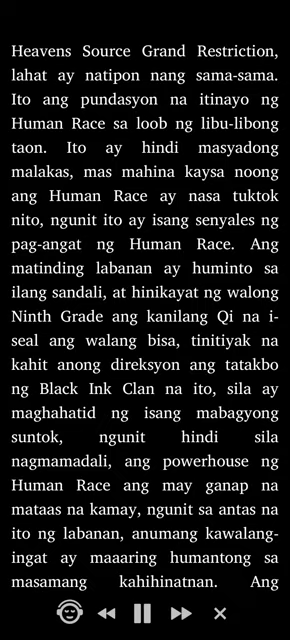 Heavens Source Grand Restriction,
lahat ay natipon nang sama-sama.
Ito ang pundasyon na itinayo ng
Human Race sa loob ng libu-libong
taon. Ito ay hindi masyadong
malakas, mas mahina kaysa noong
ang Human Race ay nasa tuktok
nito, ngunit ito ay isang senyales ng
pag-angat ng Human Race. Ang
matinding labanan ay huminto sa
ilang sandali, at hinikayat ng walong
Ninth Grade ang kanilang Qi na i-
seal ang walang bisa, tinitiyak na
kahit anong direksyon ang tatakbo
ng Black Ink Clan na ito, sila ay
maghahatid ng isang mabagyong
suntok, ngunit hindi sila
nagmamadali, ang powerhouse ng
Human Race ang may ganap na
mataas na kamay, ngunit sa antas na
ito ng labanan, anumang kawalang-
ingat ay maaaring humantong sa
masamang kahihinatnan. Ang